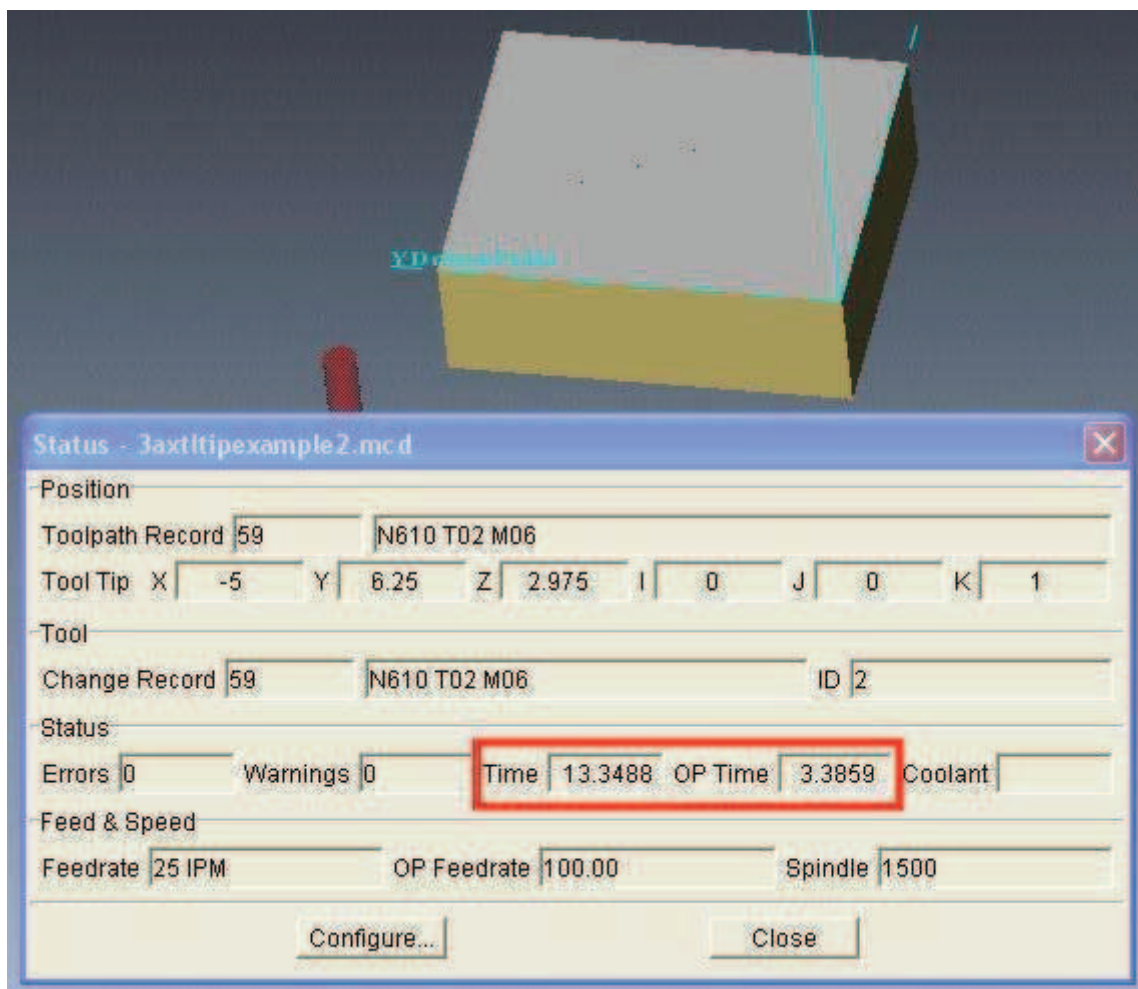 Status - 3axtltipexample2.mcd
Position
Toolpath Record 59 N610 T02 M06
Tool Tip X -5 Y 6.25 Z 2.975 I 0 J 0 K 1
Tool
Change Record 59 N610 T02 M06 ID 2
Status
Errors 0 Warnings 0 Time 13.3488 OP Time 3.3859 Coolant
Feed & Speed
Feedrate 25 IPM OP Feedrate 100.00 Spindle 1500
Configure... Close